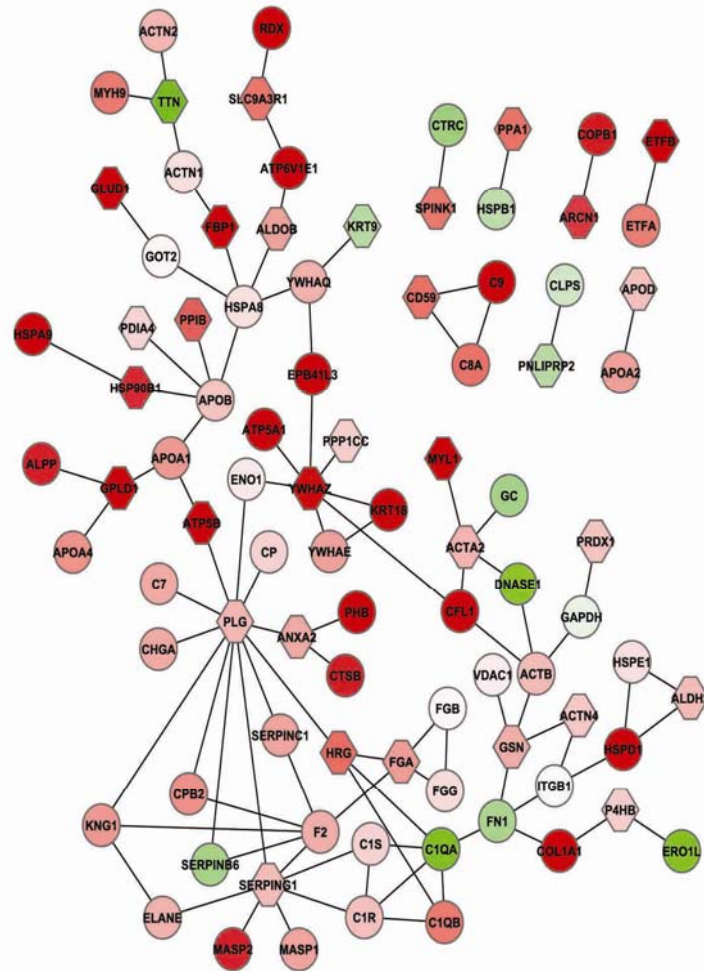 ACTN2
RDX
MYH9
TTN
SLC9A3R1
CTRC
PPA1
COPB1
ETFB
ACTN1
ATP6V1E1
GLUD1
FBP1
ALDOB
KRT9
SPINK1
HSPB1
ARCN1
ETFA
GOT2
YWHAQ
CD59
C9
CLPS
APOD
HSPA8
PDIA4
PPIB
HSPA9
EPB41L3
C8A
PNLIPRP2
APOA2
HSP90B1
APOB
ATP5A1
PPP1CC
ALPP
APOA1
MYL1
GPLD1
ENO1
YWHAZ
GC
KRT18
APOA4
ATP5B
CP
YWHAE
ACTA2
PRDX1
C7
DNASE1
PLG
PHB
CFL1
GAPDH
CHGA
ANXA2
CTSB
VDAC1
ACTB
HSPE1
ALDH2
FGB
ACTN4
SERPINC1
HRG
FGA
GSN
HSPD1
FGG
ITGB1
CPB2
P4HB
KNG1
F2
FN1
C1S
C1QA
COL1A1
ERO1L
SERPINB6
SERPING1
ELANE
C1R
C1QB
MASP2
MASP1